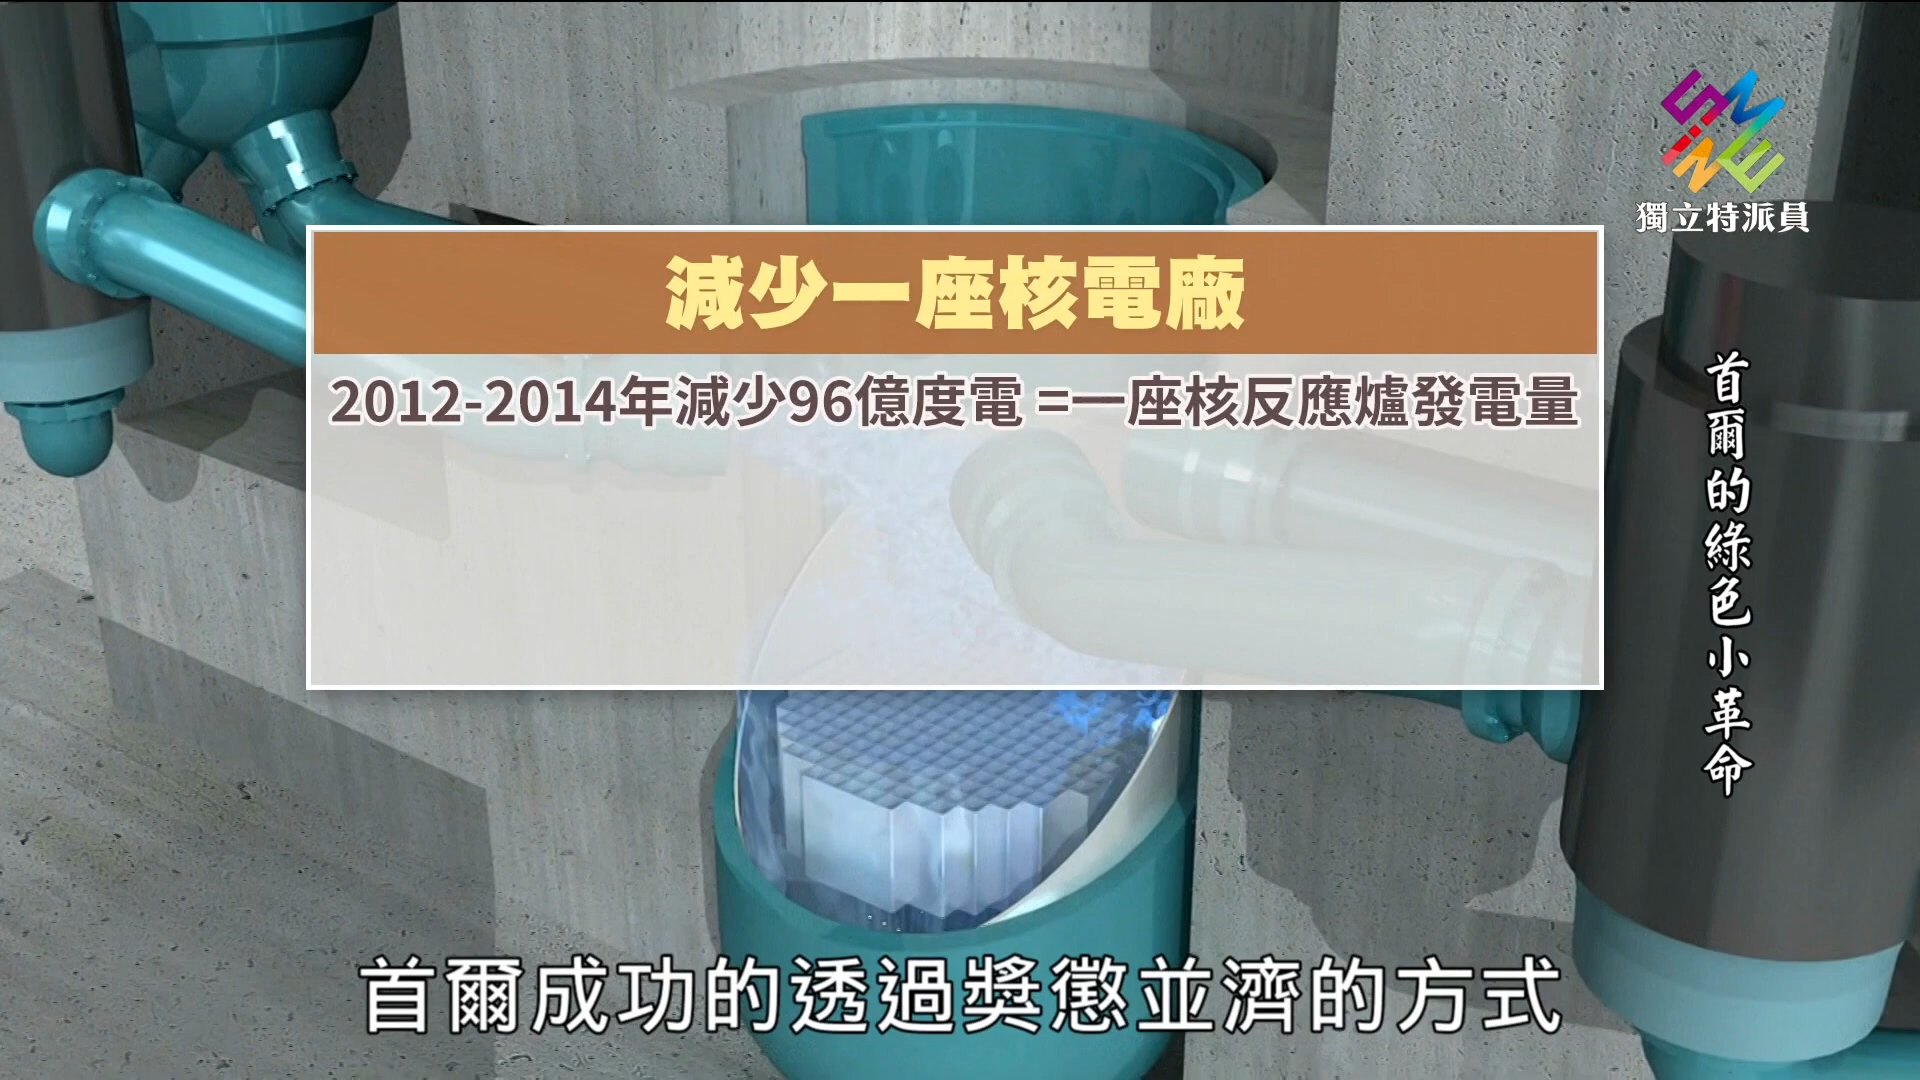 獨立特派員
減少一座核電廠
2012-2014年減少96億度電 =一座核反應爐發電量
首爾的綠色小革命
首爾成功的透過獎懲並濟的方式